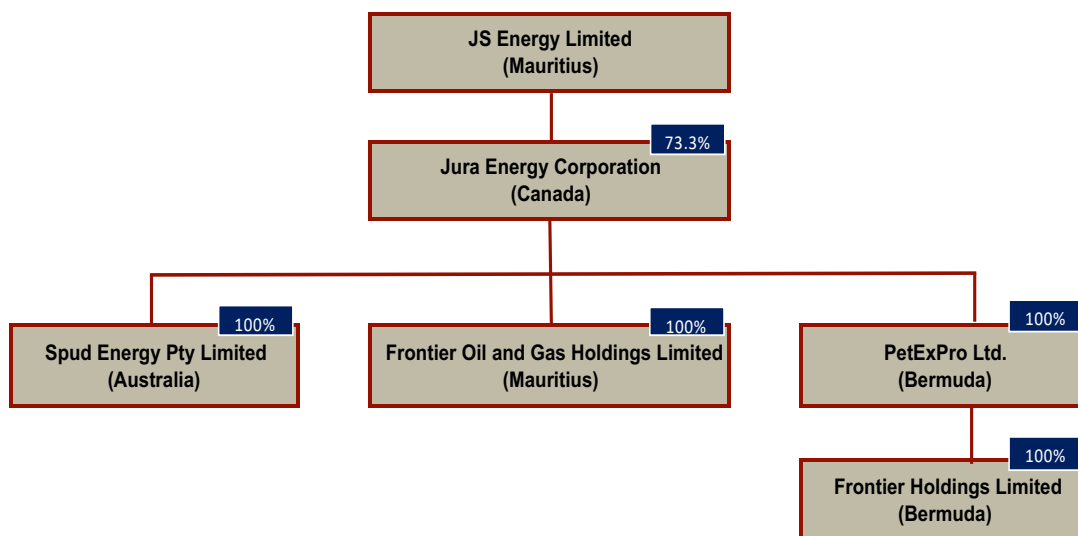 JS Energy Limited
(Mauritius)
73.3%
Jura Energy Corporation
(Canada)
100%
Spud Energy Pty Limited
(Australia)
100%
Frontier Oil and Gas Holdings Limited
(Mauritius)
100%
PetExPro Ltd.
(Bermuda)
100%
Frontier Holdings Limited
(Bermuda)